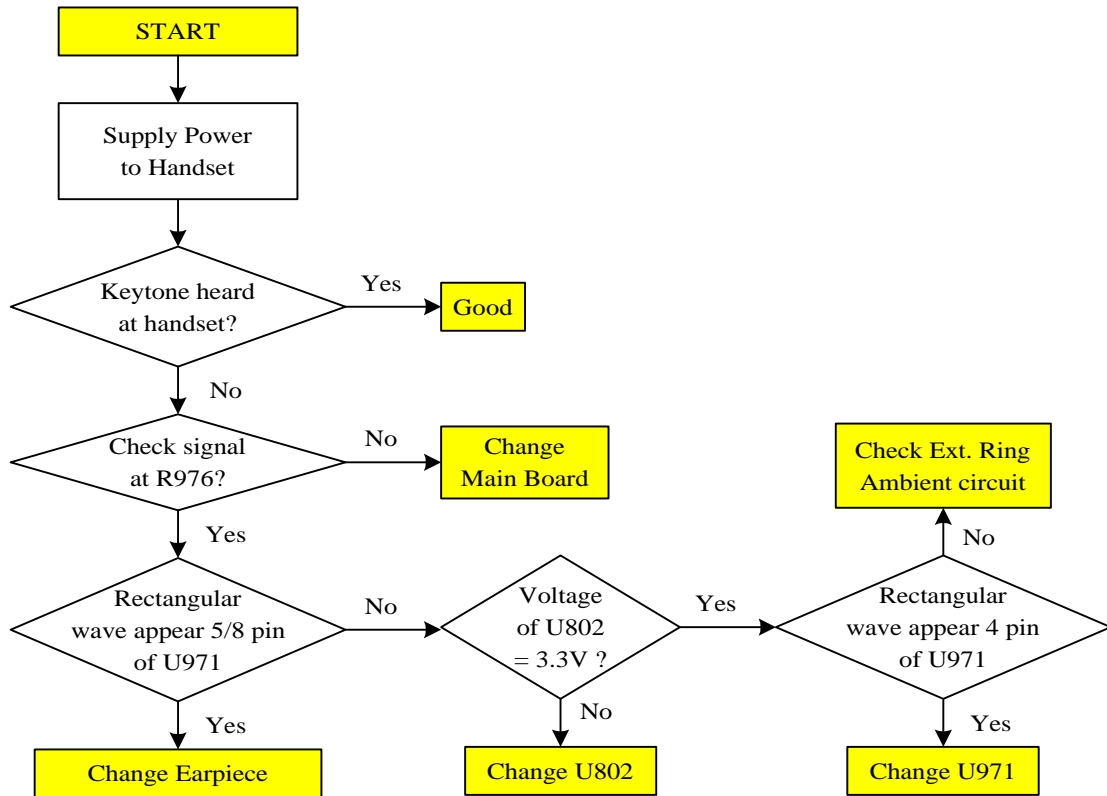 START
Supply Power
to Handset
Keytone heard
at handset?
Yes
Good
No
Check signal
at R976?
No
Change
Main Board
Check Ext. Ring
Ambient circuit
Yes
No
Rectangular
wave appear 5/8 pin
of U971
No
Voltage
of U802
= 3.3V ?
Yes
Rectangular
wave appear 4 pin
of U971
Yes
No
Yes
Change Earpiece
Change U802
Change U971